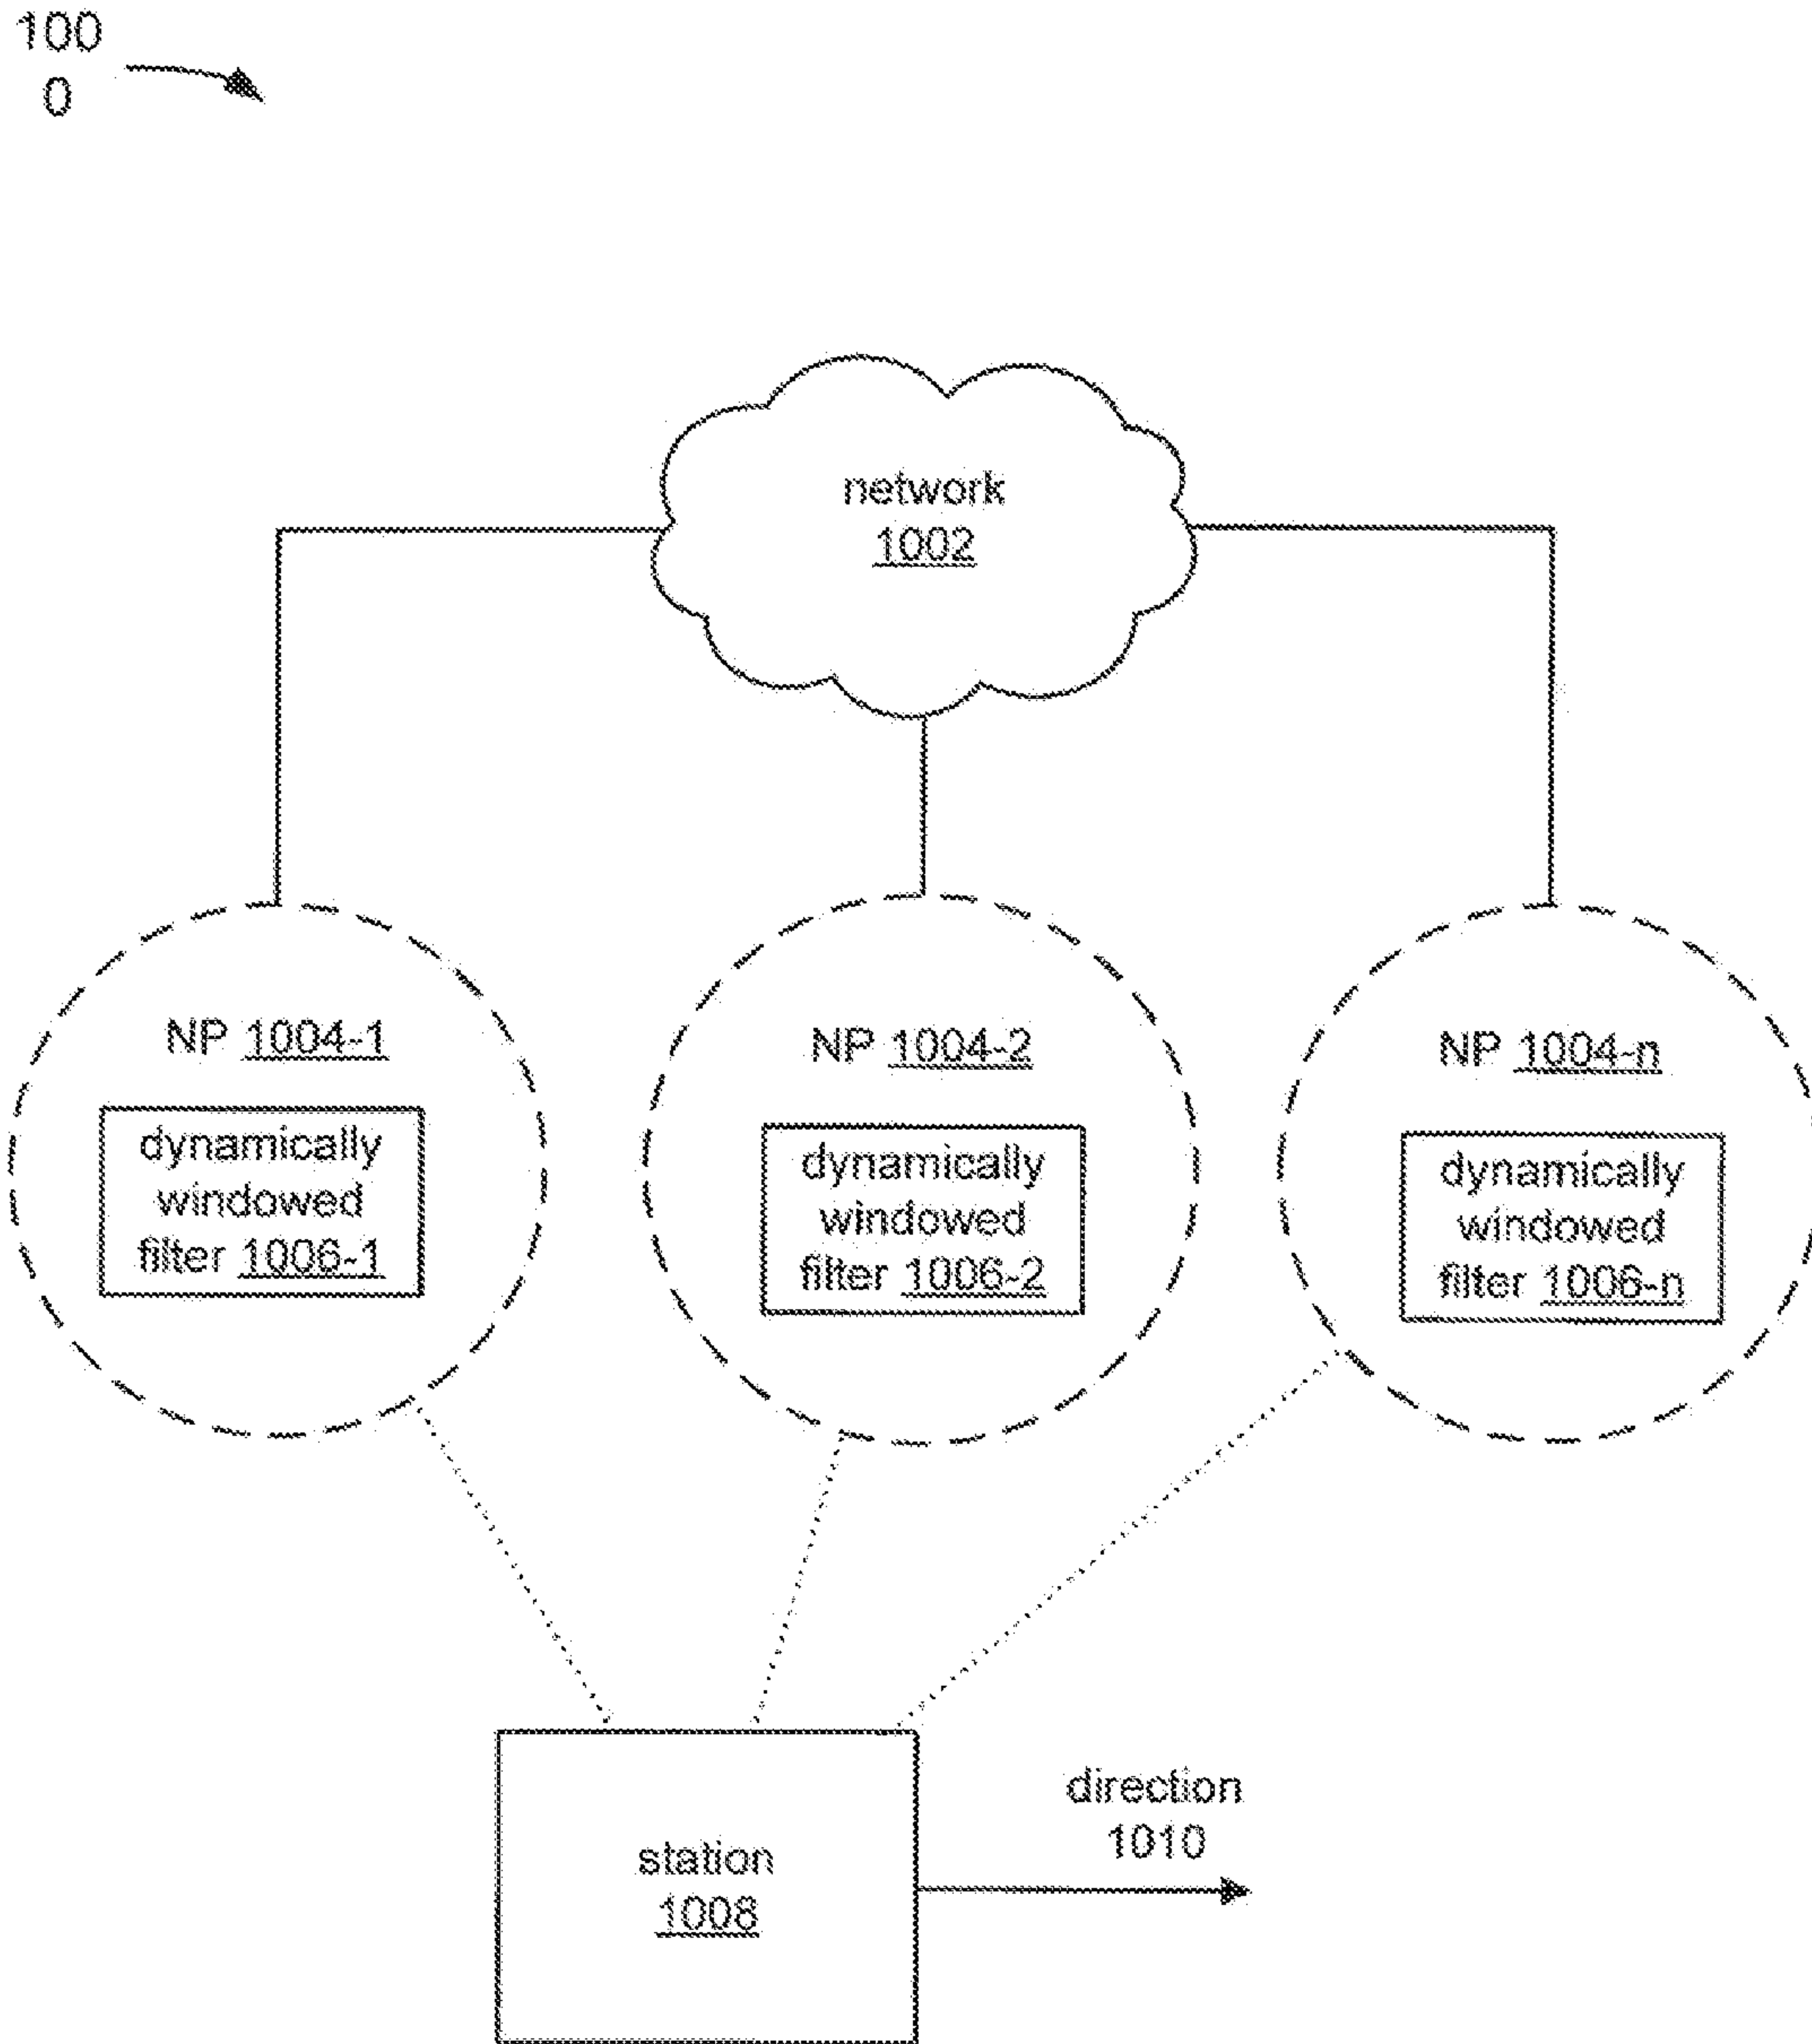 100
0
network
1002
NP 1004-1
dynamically
windowed
filter 1006-1
NP 1004-2
dynamically
windowed
filter 1006-2
NP 1004-n
dynamically
windowed
filter 1006-n
station
1008
direction
1010